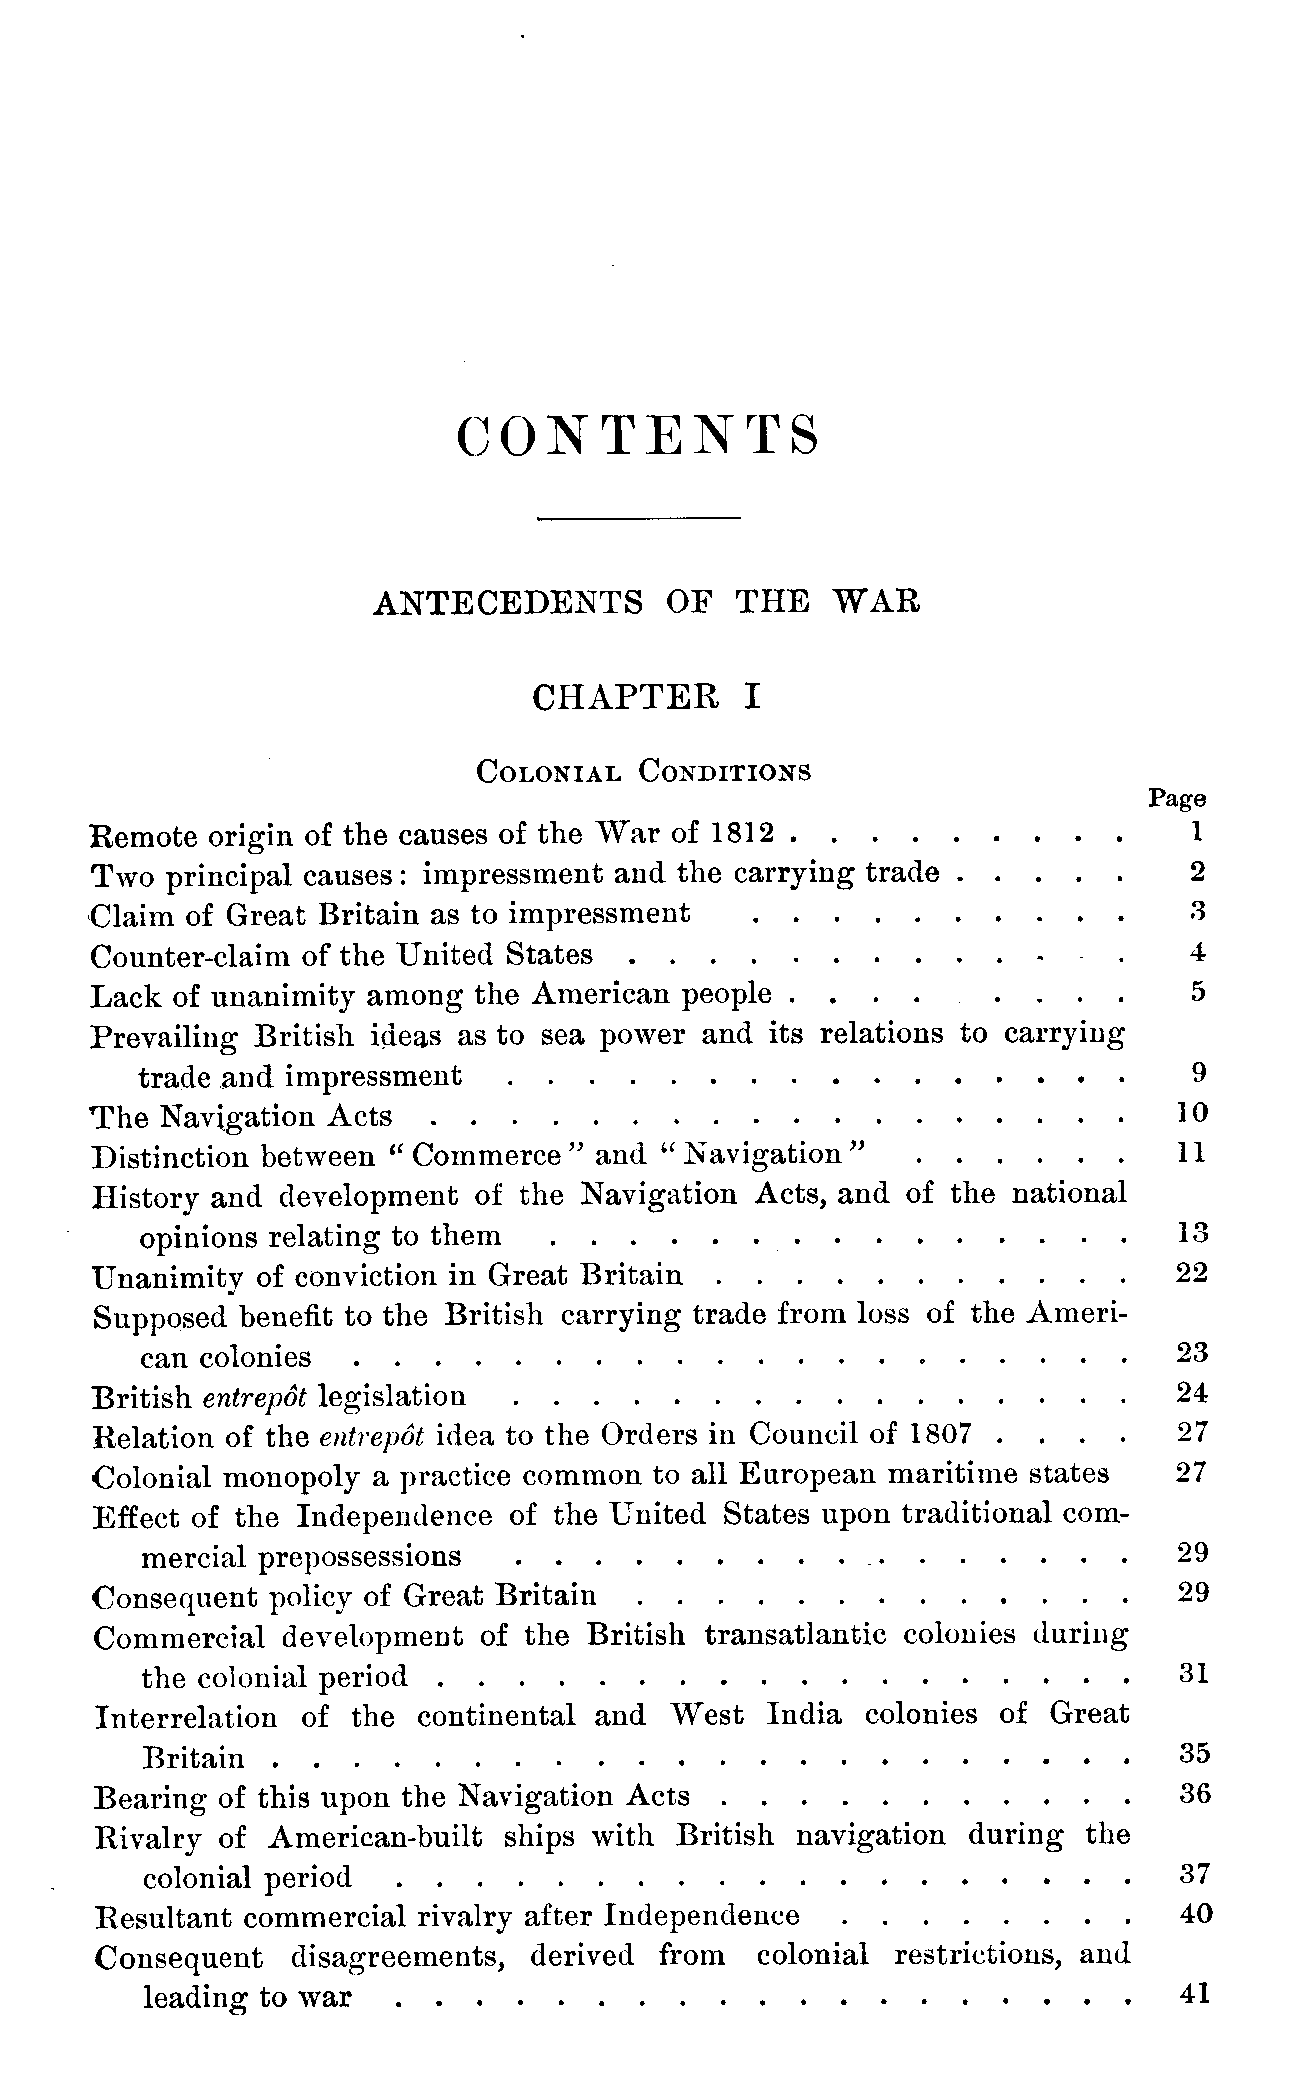 CONTENTS
ANTECEDENTS OF THE WAR
CHAPTER I
COLONIAL CONDITIONS
Page
Remote origin of the causes of the War of 1812 . . . . . . . . . 1
Two principal causes: impressment and the carrying trade . . . . . 2
Claim of Great Britain as to impressment . . . . . . . . . . 3
Counter-claim of the United States . . . . . . . . . . . . . 4
Lack of unanimity among the American people . . . . . . . . 5
Prevailing British ideas as to sea power and its relations to carrying
trade and impressment . . . . . . . . . . . . . . . . 9
The Navigation Acts . . . . . . . . . . . . . . . . . . 10
Distinction between “Commerce” and “Navigation” . . . . . . 11
History and development of the Navigation Acts, and of the national
opinions relating to them . . . . . . . . . . . . . . . 13
Unanimity of conviction in Great Britain . . . . . . . . . . . 22
Supposed benefit to the British carrying trade from loss of the Ameri-
can colonies . . . . . . . . . . . . . . . . . . . . 23
British entrepôt legislation . . . . . . . . . . . . . . . . 24
Relation of the entrepôt idea to the Orders in Council of 1807 . . . . 27
Colonial monopoly a practice common to all European maritime states 27
Effect of the Independence of the United States upon traditional com-
mercial prepossessions . . . . . . . . . . . . . . . . 29
Consequent policy of Great Britain . . . . . . . . . . . . . 29
Commercial development of the British transatlantic colonies during
the colonial period . . . . . . . . . . . . . . . . . . 31
Interrelation of the continental and West India colonies of Great
Britain . . . . . . . . . . . . . . . . . . . . . . 35
Bearing of this upon the Navigation Acts . . . . . . . . . . . 36
Rivalry of American-built ships with British navigation during the
colonial period . . . . . . . . . . . . . . . . . . . 37
Resultant commercial rivalry after Independence . . . . . . . . 40
Consequent disagreements, derived from colonial restrictions, and
leading to war . . . . . . . . . . . . . . . . . . . 41